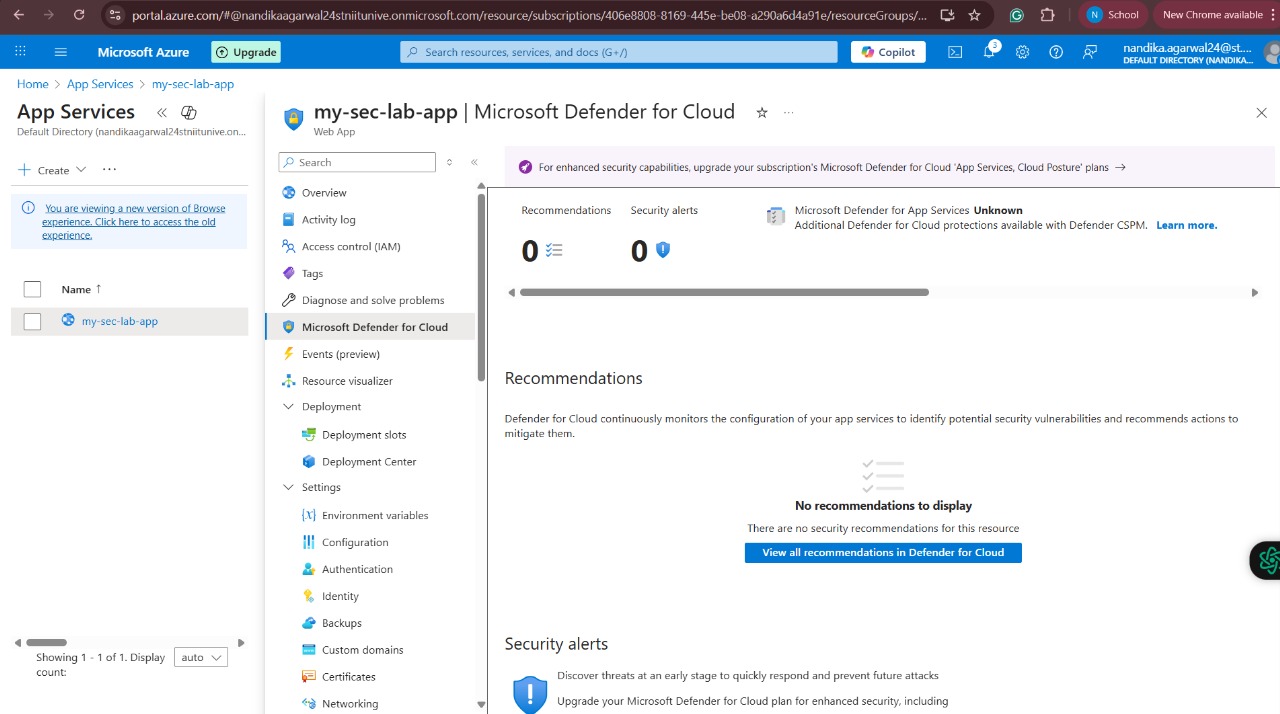 portal.azure.com/#@nandikaagarwal24stniitunive.onmicrosoft.com/resource/subscriptions/406e8808-8169-445e-be08-a290a6d4a91e/resourceGroups/...
N School
New Chrome available
Microsoft Azure
Upgrade
Search resources, services, and docs (G+/)
Copilot
3
nandika.agarwal24@st...
DEFAULT DIRECTORY (NANDIKA...
Home > App Services > my-sec-lab-app
App Services
Default Directory (nandikaagarwal24stniitunive.on...
Create
You are viewing a new version of Browse
experience. Click here to access the old
experience.
Name ↑
my-sec-lab-app
Showing 1 - 1 of 1. Display
count:
auto
my-sec-lab-app | Microsoft Defender for Cloud
Web App
Search
Overview
Activity log
Access control (IAM)
Tags
Diagnose and solve problems
Microsoft Defender for Cloud
Events (preview)
Resource visualizer
Deployment
Deployment slots
Deployment Center
Settings
Environment variables
Configuration
Authentication
Identity
Backups
Custom domains
Certificates
Networking
For enhanced security capabilities, upgrade your subscription's Microsoft Defender for Cloud 'App Services, Cloud Posture' plans →
Recommendations
0
Security alerts
0
Microsoft Defender for App Services Unknown
Additional Defender for Cloud protections available with Defender CSPM. Learn more.
Recommendations
Defender for Cloud continuously monitors the configuration of your app services to identify potential security vulnerabilities and recommends actions to
mitigate them.
No recommendations to display
There are no security recommendations for this resource
View all recommendations in Defender for Cloud
Security alerts
Discover threats at an early stage to quickly respond and prevent future attacks
Upgrade your Microsoft Defender for Cloud plan for enhanced security, including